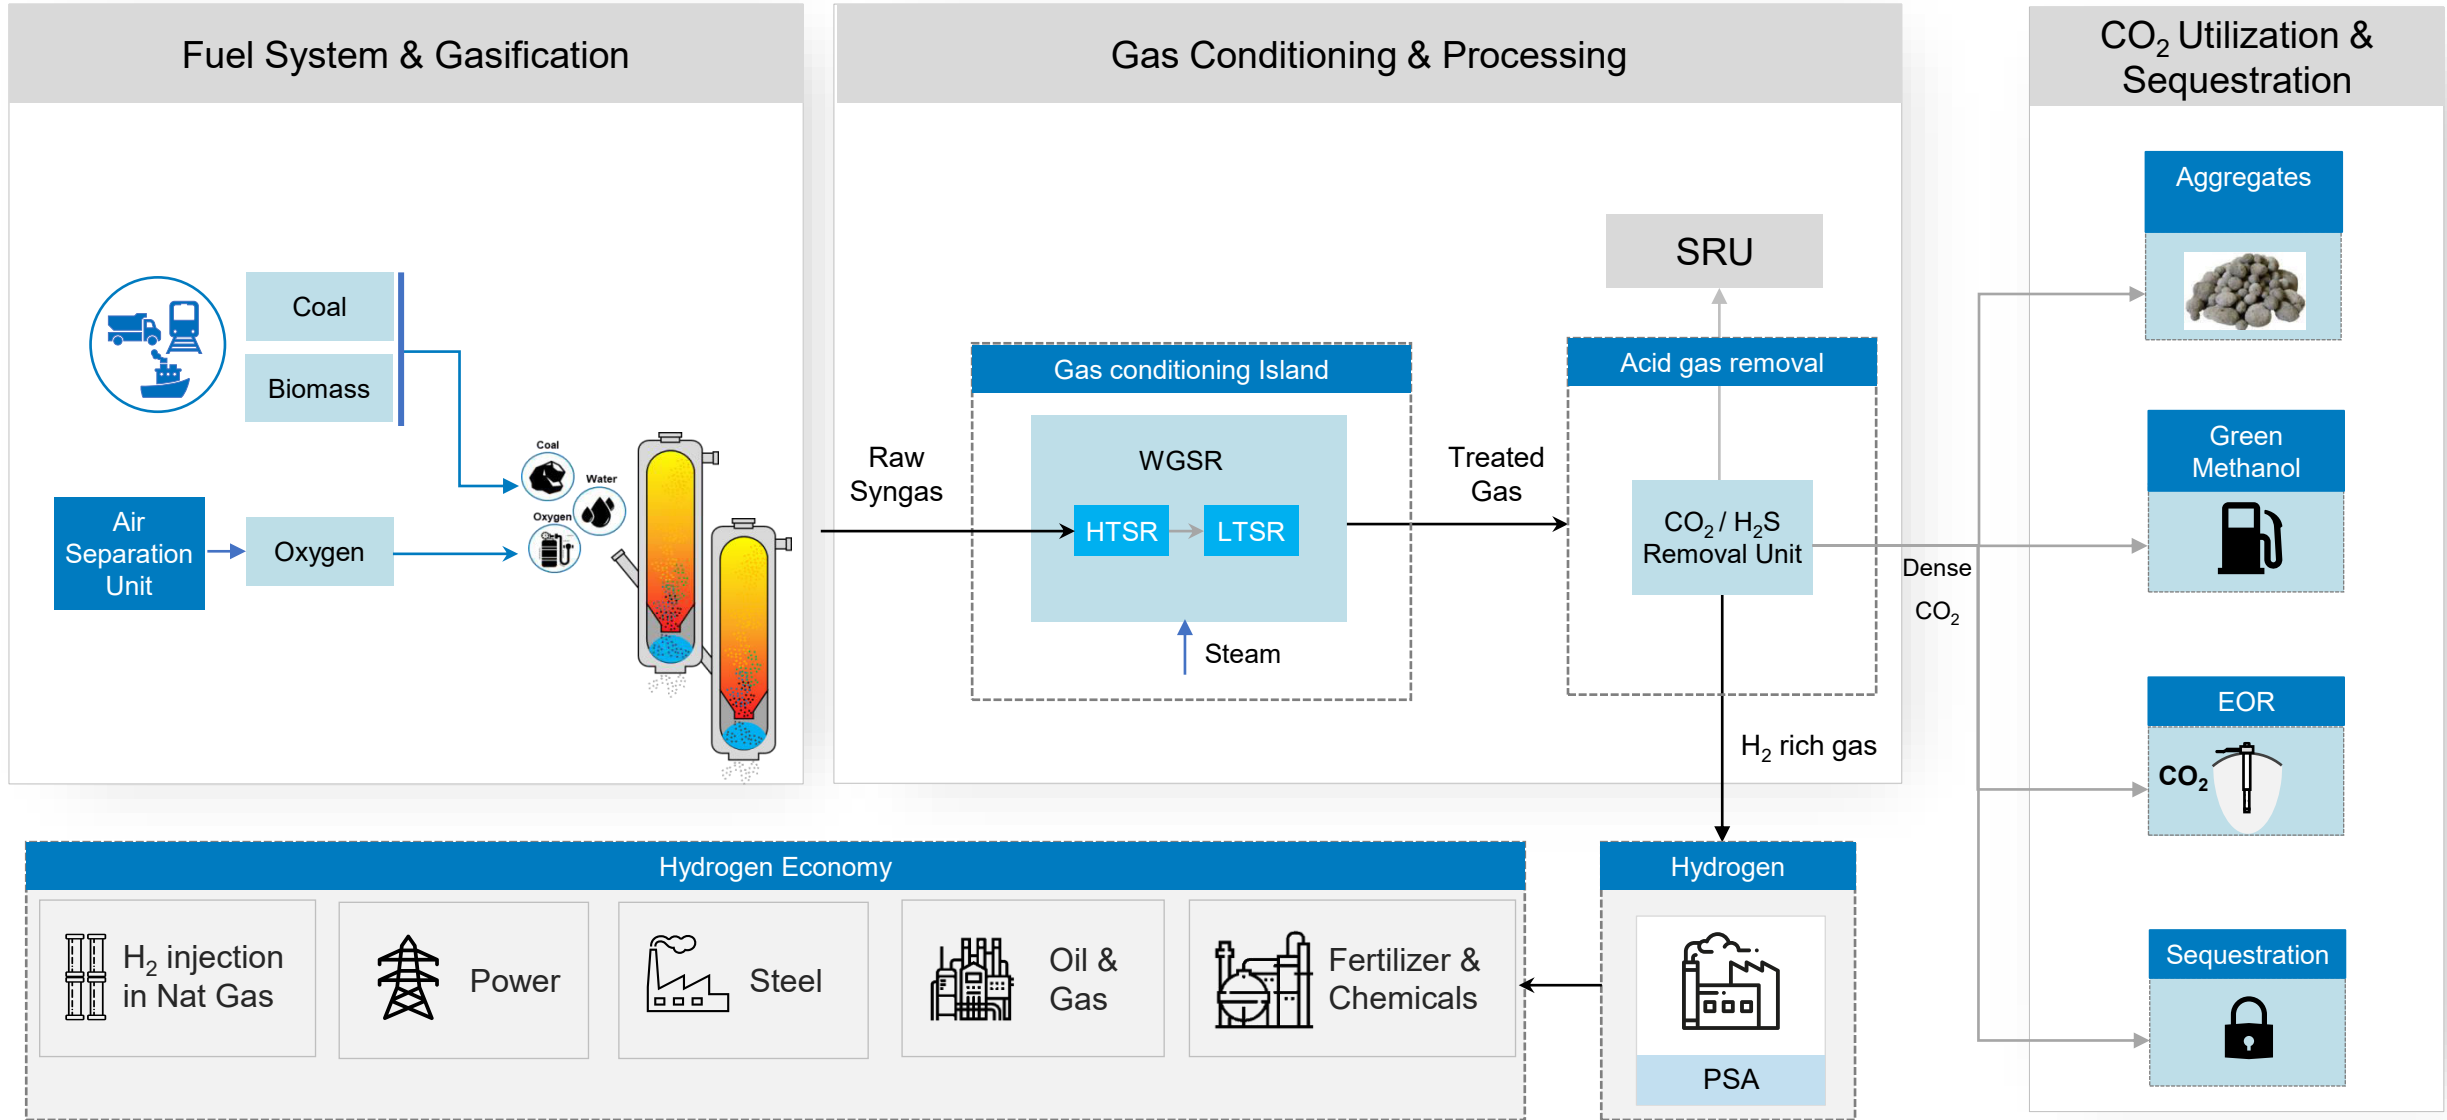 Fuel System & Gasification
Coal
Biomass
Air
Separation
Unit
Oxygen
Coal
Water
Oxygen
Gas Conditioning & Processing
Raw
Syngas
Gas conditioning Island
WGSR
HTSR
LTSR
Steam
Treated
Gas
SRU
Acid gas removal
CO₂ / H₂S
Removal Unit
Dense
CO₂
H₂ rich gas
CO₂ Utilization &
Sequestration
Aggregates
Green
Methanol
EOR
CO₂
Sequestration
Hydrogen Economy
H₂ injection
in Nat Gas
Power
Steel
Oil &
Gas
Fertilizer &
Chemicals
Hydrogen
PSA